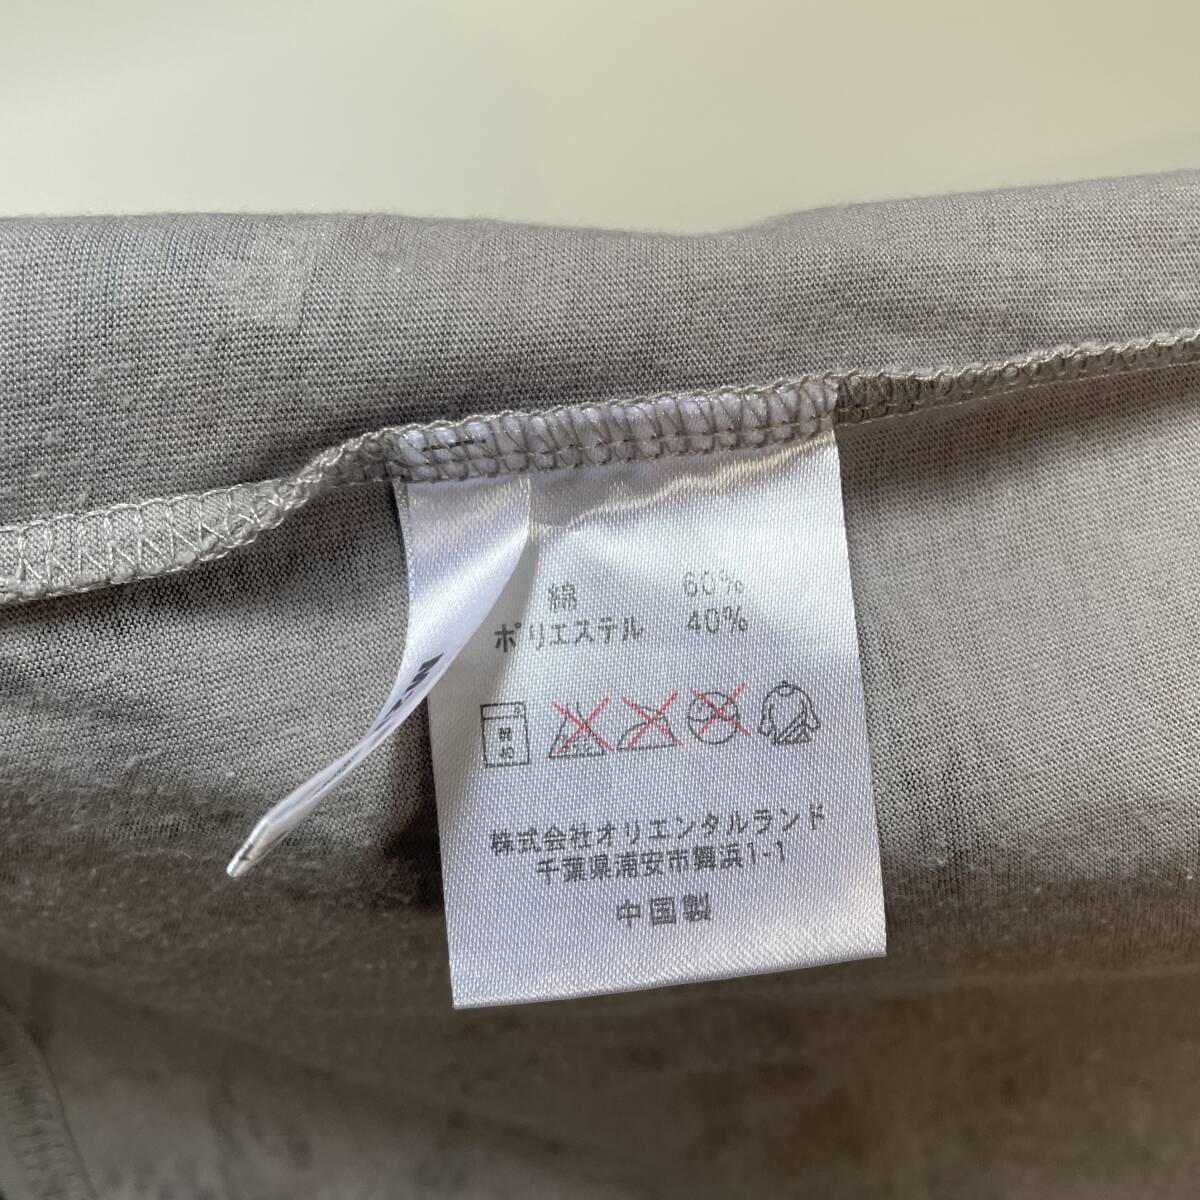 綿 60%
ポリエステル 40%
株式会社オリエンタルランド
千葉県浦安市舞浜1-1
中国製